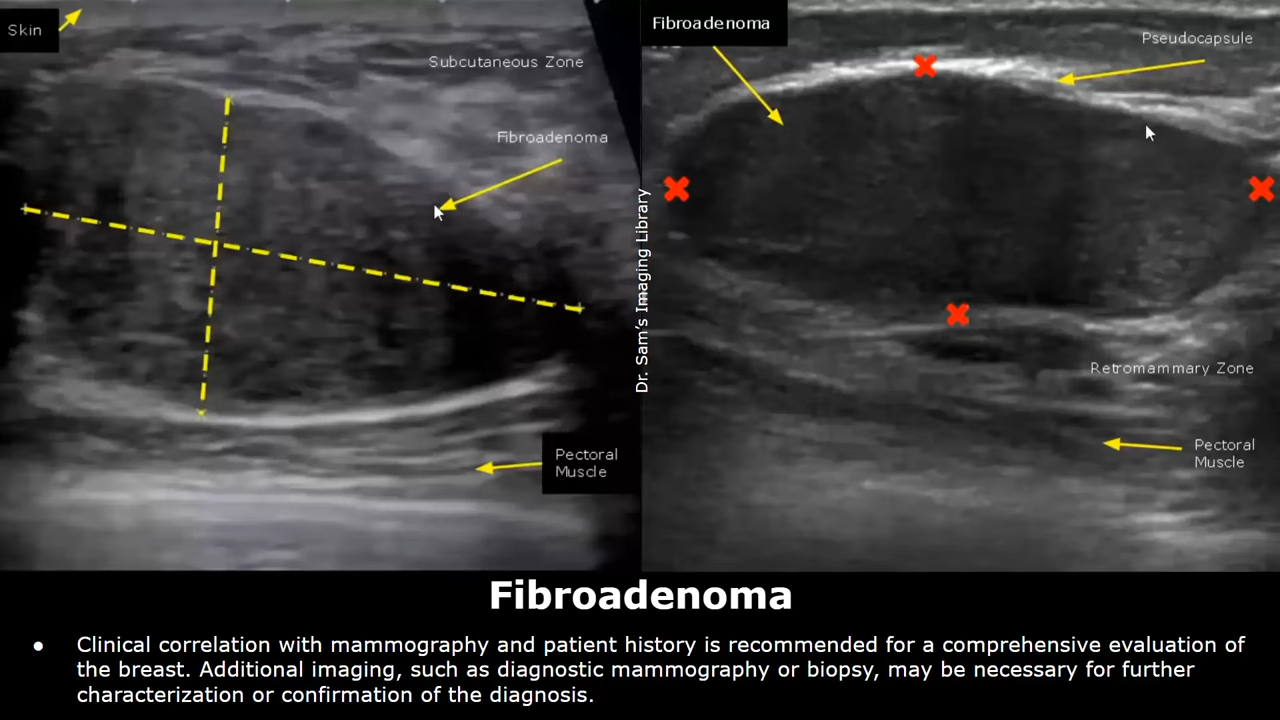 Skin
Subcutaneous Zone
Fibroadenoma
Pectoral
Muscle
Dr. Sam's Imaging Library
Fibroadenoma
Pseudocapsule
Retromammary Zone
Pectoral
Muscle
Fibroadenoma
● Clinical correlation with mammography and patient history is recommended for a comprehensive evaluation of
the breast. Additional imaging, such as diagnostic mammography or biopsy, may be necessary for further
characterization or confirmation of the diagnosis.